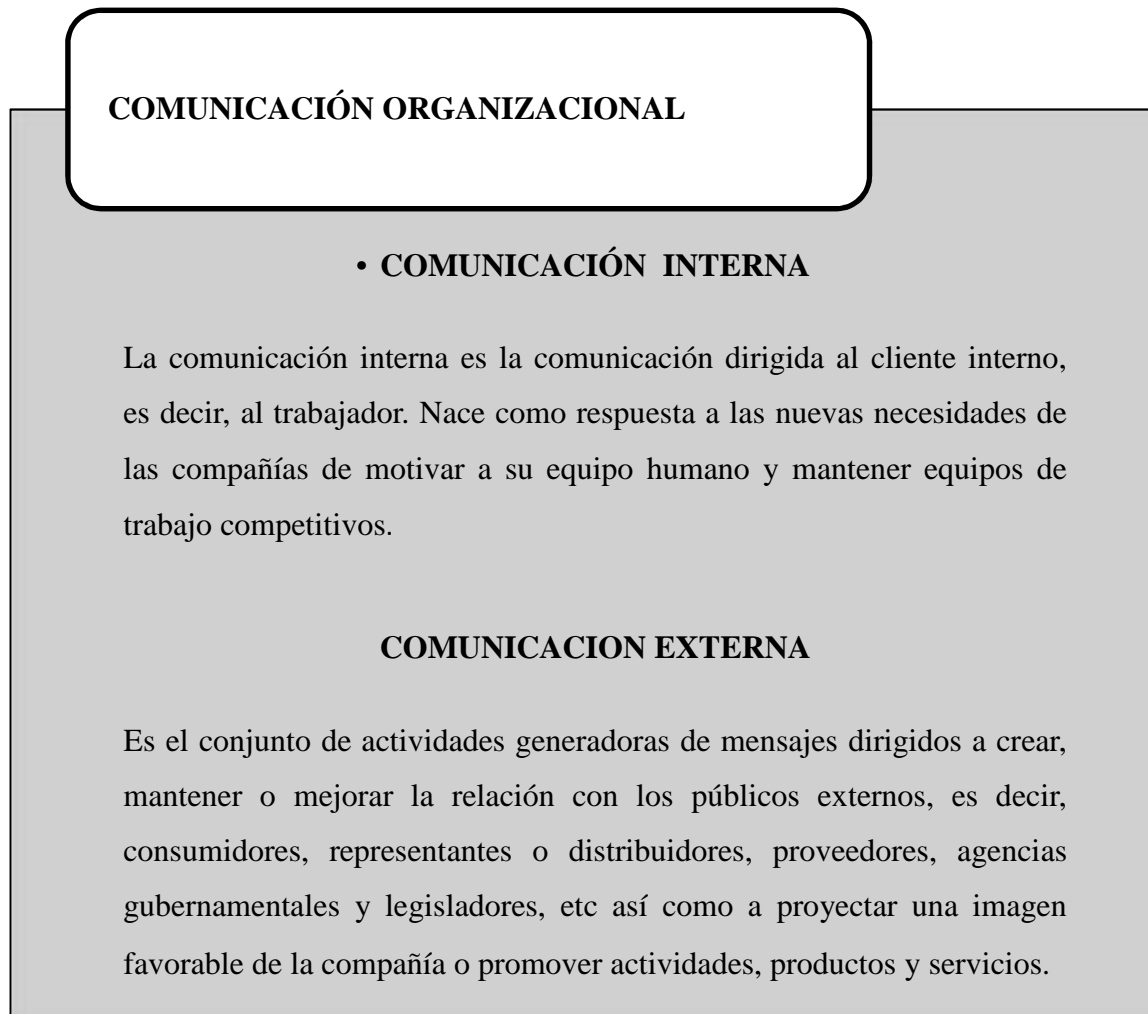 COMUNICACIÓN ORGANIZACIONAL
• COMUNICACIÓN INTERNA
La comunicación interna es la comunicación dirigida al cliente interno,
es decir, al trabajador. Nace como respuesta a las nuevas necesidades de
las compañías de motivar a su equipo humano y mantener equipos de
trabajo competitivos.
COMUNICACION EXTERNA
Es el conjunto de actividades generadoras de mensajes dirigidos a crear,
mantener o mejorar la relación con los públicos externos, es decir,
consumidores, representantes o distribuidores, proveedores, agencias
gubernamentales y legisladores, etc así como a proyectar una imagen
favorable de la compañía o promover actividades, productos y servicios.